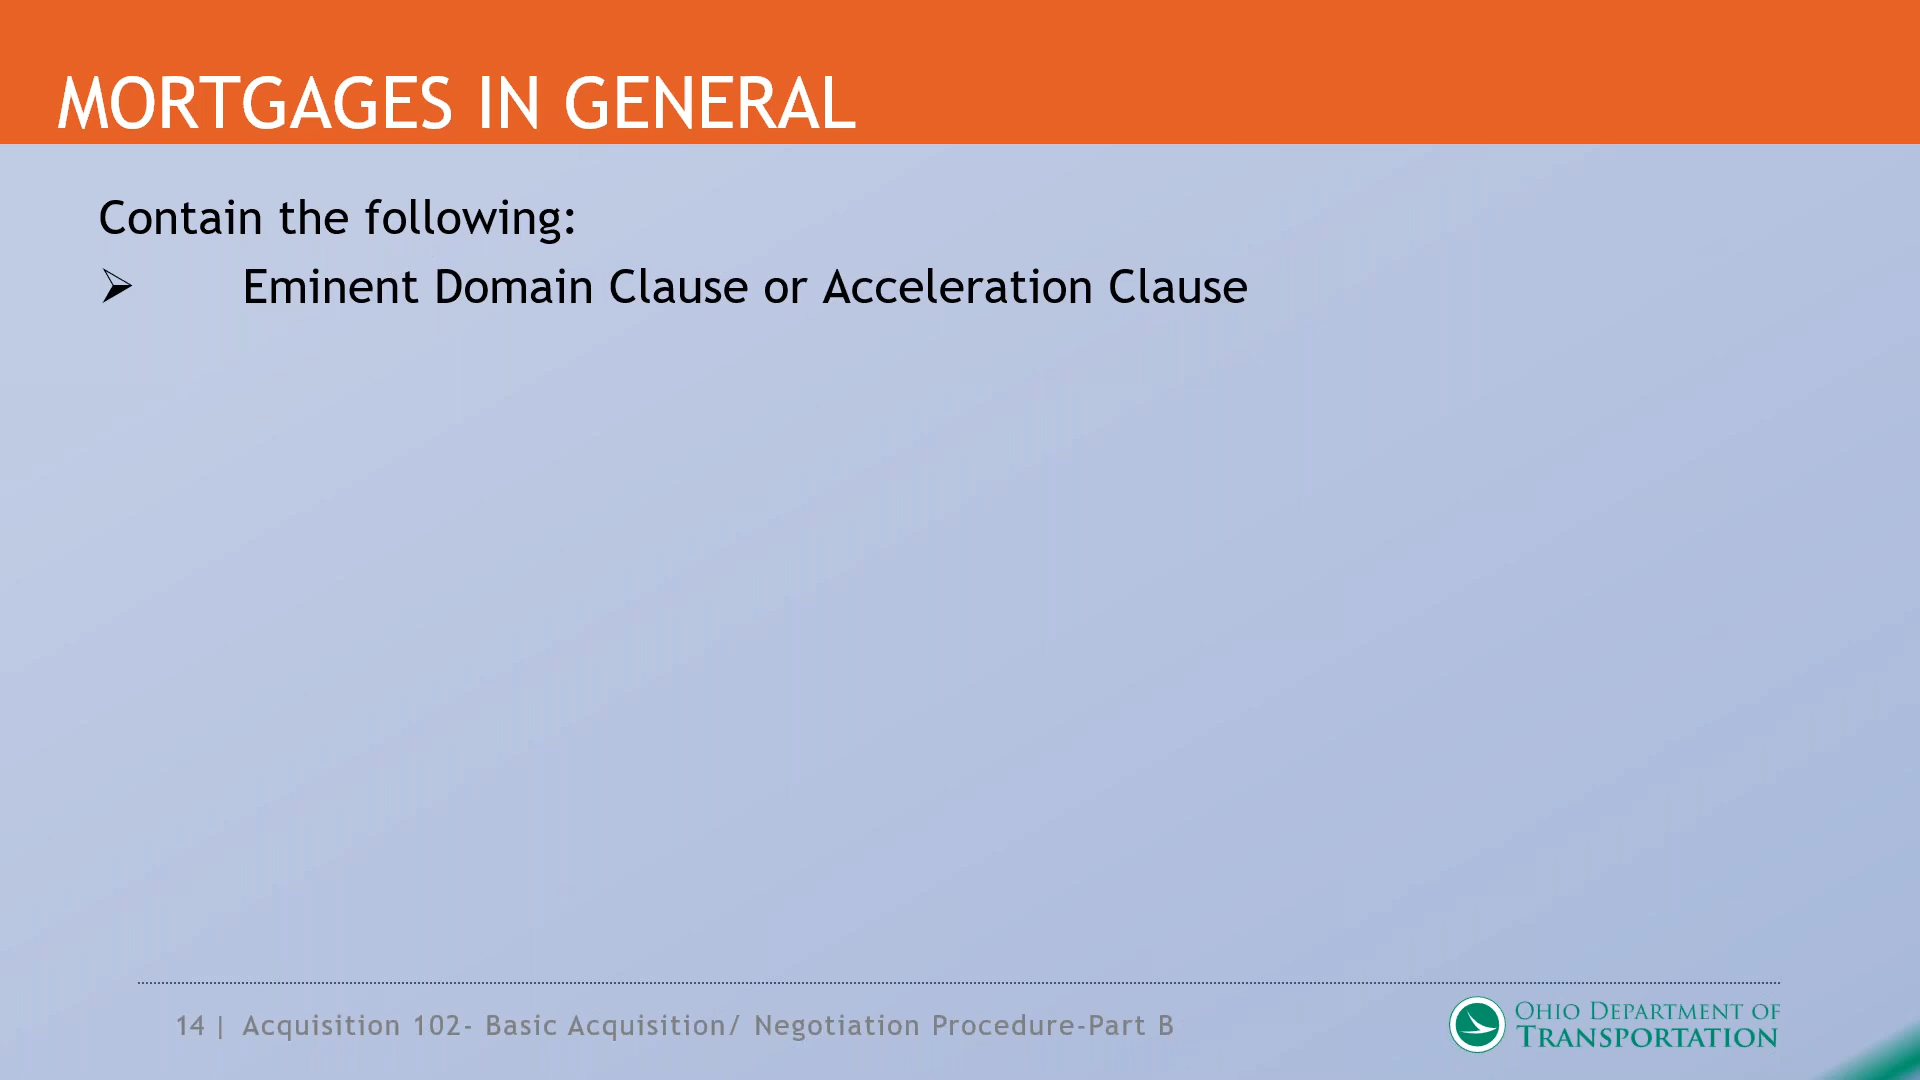 MORTGAGES IN GENERAL
Contain the following:
➢ Eminent Domain Clause or Acceleration Clause
14 | Acquisition 102- Basic Acquisition/ Negotiation Procedure-Part B
OHIO DEPARTMENT OF
TRANSPORTATION